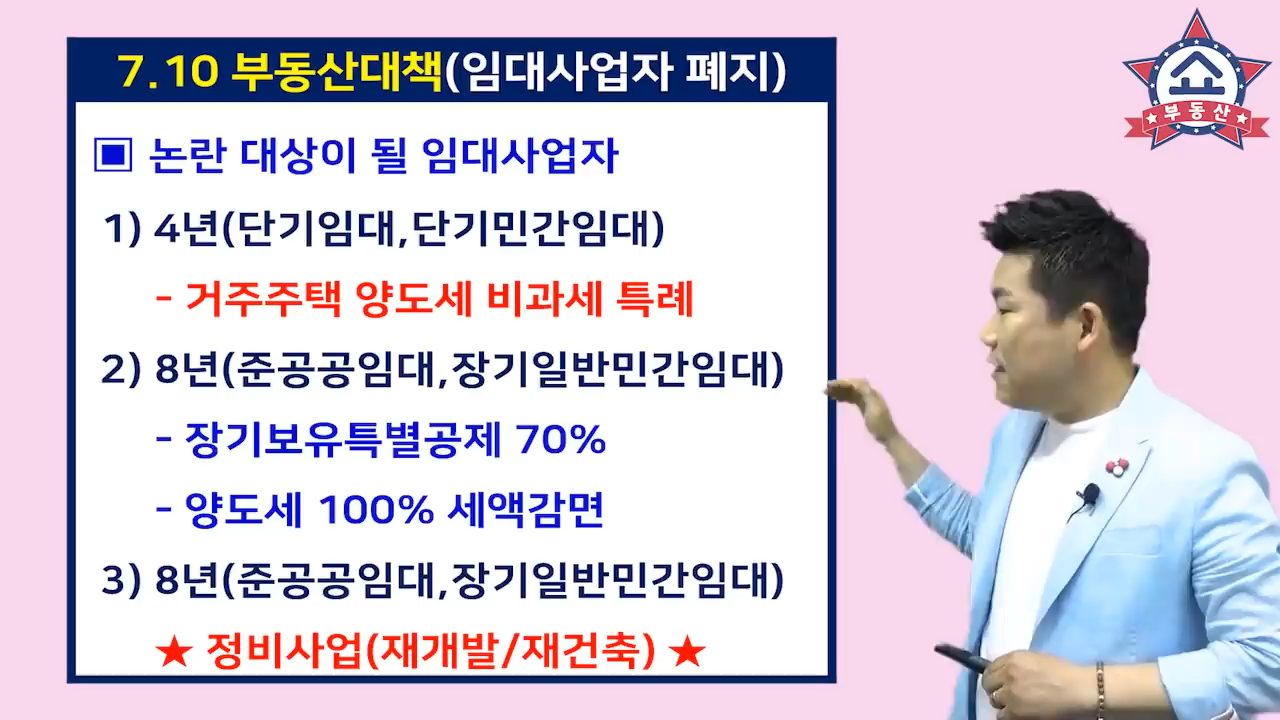 7.10 부동산대책(임대사업자 폐지)
▣ 논란 대상이 될 임대사업자
1) 4년(단기임대,단기민간임대)
- 거주주택 양도세 비과세 특례
2) 8년(준공공임대,장기일반민간임대)
- 장기보유특별공제 70%
- 양도세 100% 세액감면
3) 8년(준공공임대,장기일반민간임대)
★ 정비사업(재개발/재건축) ★
부동산